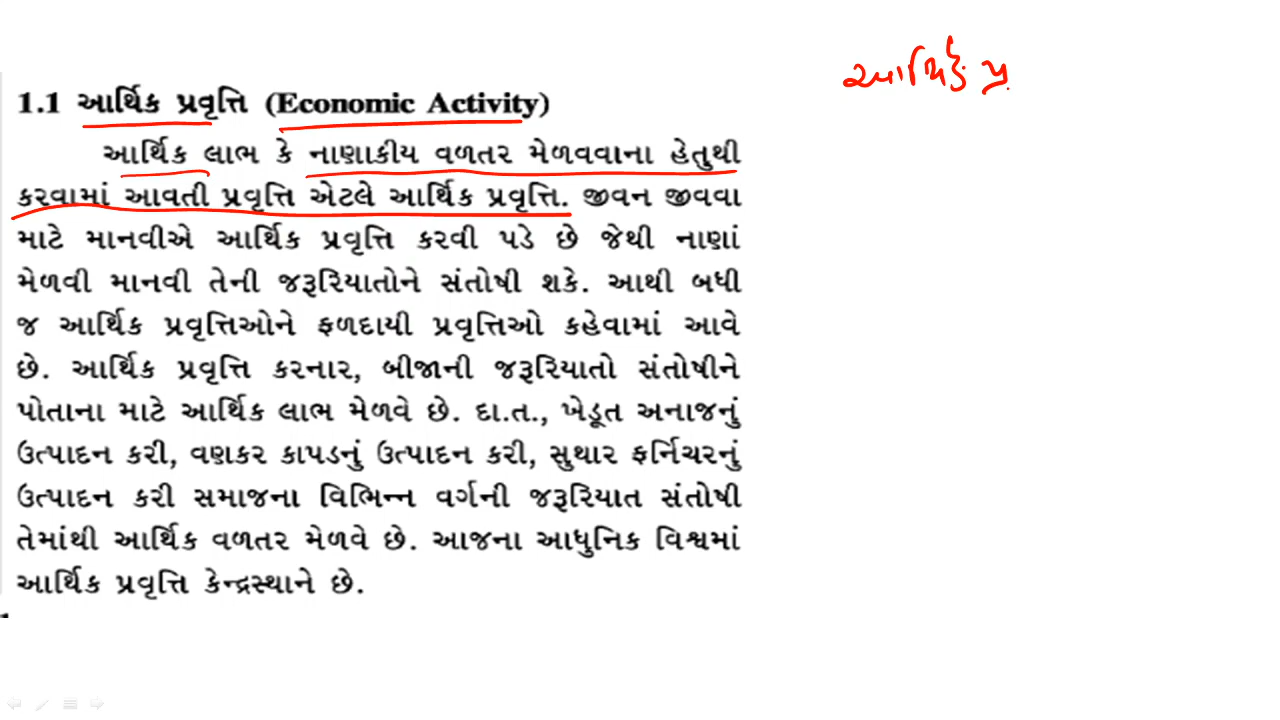 આર્થિક પ્ર
1.1 આર્થિક પ્રવૃત્તિ (Economic Activity)
આર્થિક લાભ કે નાણાકીય વળતર મેળવવાના હેતુથી
કરવામાં આવતી પ્રવૃત્તિ એટલે આર્થિક પ્રવૃત્તિ. જીવન જીવવા
માટે માનવીએ આર્થિક પ્રવૃત્તિ કરવી પડે છે જેથી નાણાં
મેળવી માનવી તેની જરૂરિયાતોને સંતોષી શકે. આથી બધી
જ આર્થિક પ્રવૃત્તિઓને ફળદાયી પ્રવૃત્તિઓ કહેવામાં આવે
છે. આર્થિક પ્રવૃત્તિ કરનાર, બીજાની જરૂરિયાતો સંતોષીને
પોતાના માટે આર્થિક લાભ મેળવે છે. દા.ત., ખેડૂત અનાજનું
ઉત્પાદન કરી, વણકર કાપડનું ઉત્પાદન કરી, સુથાર ફર્નિચરનું
ઉત્પાદન કરી સમાજના વિભિન્ન વર્ગની જરૂરિયાત સંતોષી
તેમાંથી આર્થિક વળતર મેળવે છે. આજના આધુનિક વિશ્વમાં
આર્થિક પ્રવૃત્તિ કેન્દ્રસ્થાને છે.